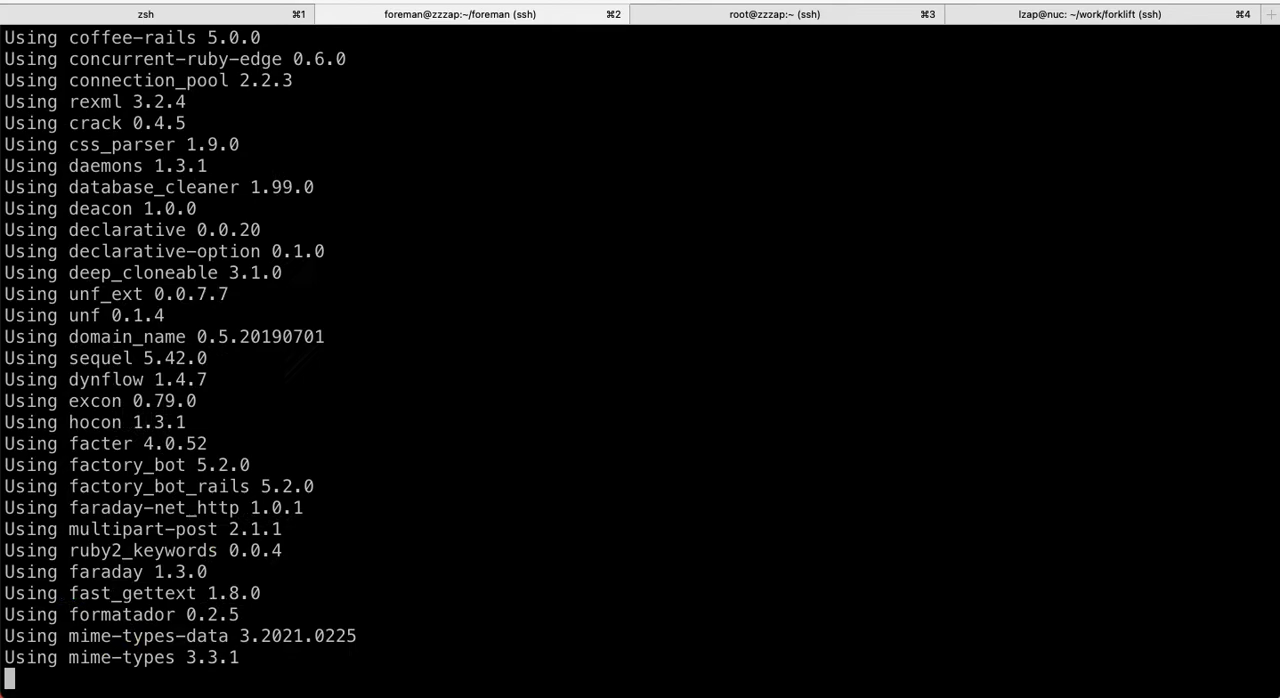 zsh ⌘1 foreman@zzzap:~/foreman (ssh) ⌘2 root@zzzap:~ (ssh) ⌘3 lzap@nuc: ~/work/forklift (ssh) ⌘4 +
Using coffee-rails 5.0.0
Using concurrent-ruby-edge 0.6.0
Using connection_pool 2.2.3
Using rexml 3.2.4
Using crack 0.4.5
Using css_parser 1.9.0
Using daemons 1.3.1
Using database_cleaner 1.99.0
Using deacon 1.0.0
Using declarative 0.0.20
Using declarative-option 0.1.0
Using deep_cloneable 3.1.0
Using unf_ext 0.0.7.7
Using unf 0.1.4
Using domain_name 0.5.20190701
Using sequel 5.42.0
Using dynflow 1.4.7
Using excon 0.79.0
Using hocon 1.3.1
Using facter 4.0.52
Using factory_bot 5.2.0
Using factory_bot_rails 5.2.0
Using faraday-net_http 1.0.1
Using multipart-post 2.1.1
Using ruby2_keywords 0.0.4
Using faraday 1.3.0
Using fast_gettext 1.8.0
Using formatador 0.2.5
Using mime-types-data 3.2021.0225
Using mime-types 3.3.1